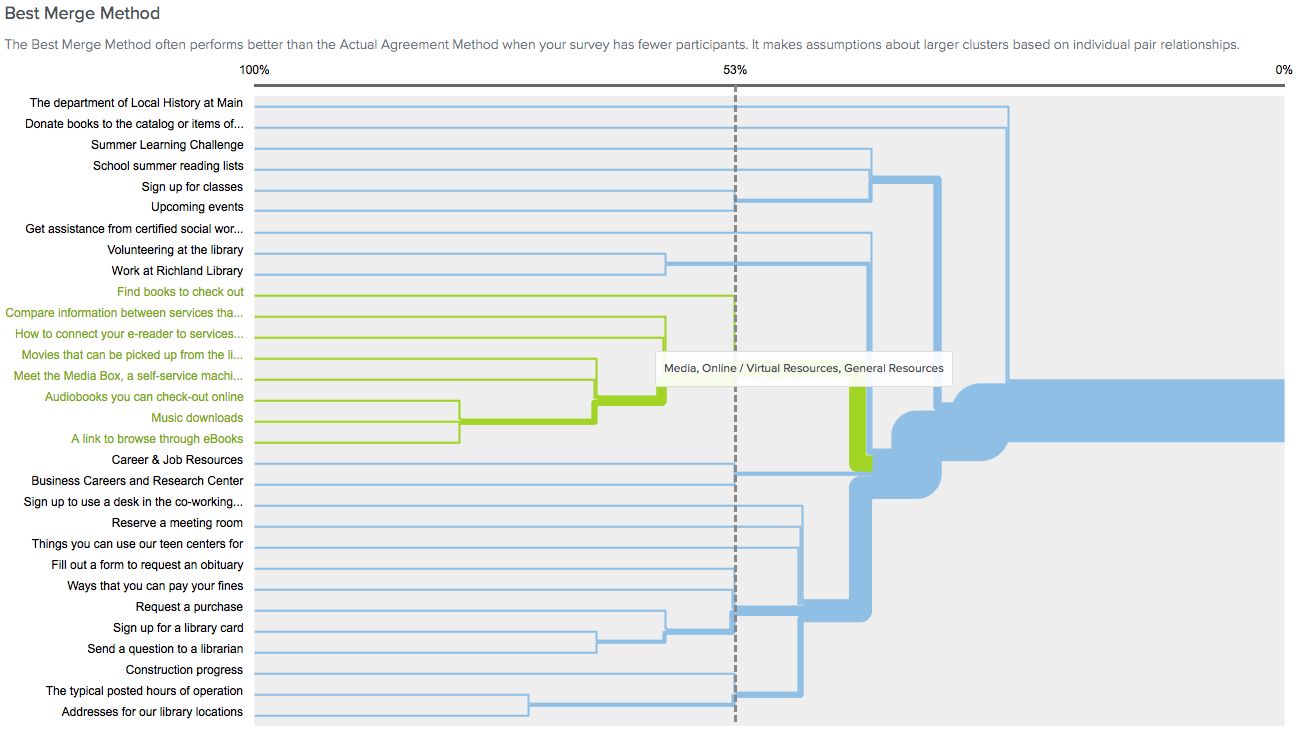 Best Merge Method
The Best Merge Method often performs better than the Actual Agreement Method when your survey has fewer participants. It makes assumptions about larger clusters based on individual pair relationships.
100% 53% 0%
The department of Local History at Main
Donate books to the catalog or items of...
Summer Learning Challenge
School summer reading lists
Sign up for classes
Upcoming events
Get assistance from certified social wor...
Volunteering at the library
Work at Richland Library
Find books to check out
Compare information between services tha...
How to connect your e-reader to services...
Movies that can be picked up from the li...
Media, Online / Virtual Resources, General Resources
Meet the Media Box, a self-service machi...
Audiobooks you can check-out online
Music downloads
A link to browse through eBooks
Career & Job Resources
Business Careers and Research Center
Sign up to use a desk in the co-working...
Reserve a meeting room
Things you can use our teen centers for
Fill out a form to request an obituary
Ways that you can pay your fines
Request a purchase
Sign up for a library card
Send a question to a librarian
Construction progress
The typical posted hours of operation
Addresses for our library locations